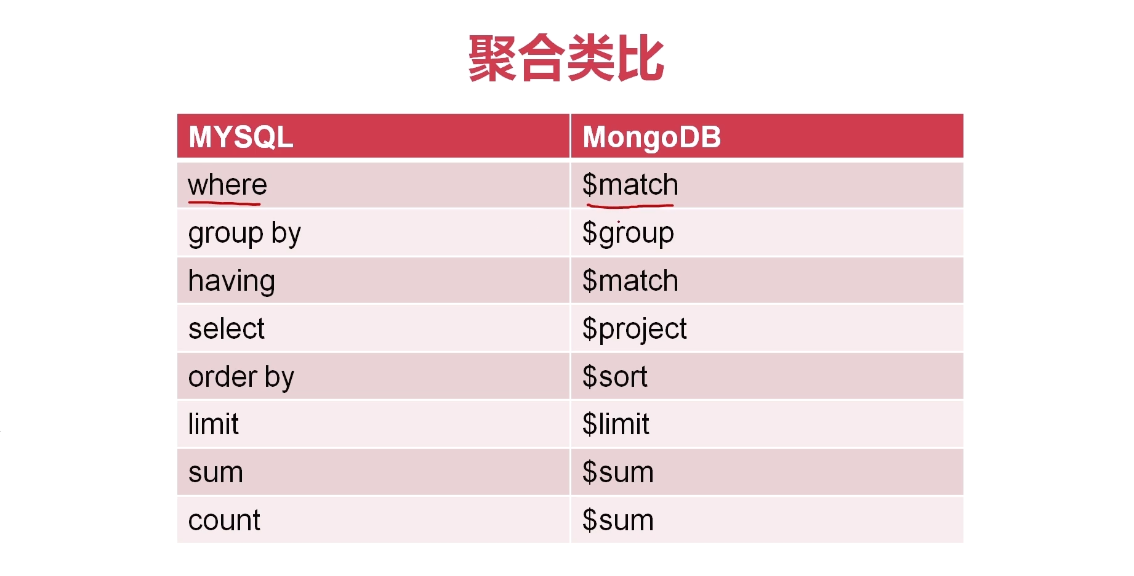 聚合类比
MYSQL MongoDB
where $match
group by $group
having $match
select $project
order by $sort
limit $limit
sum $sum
count $sum